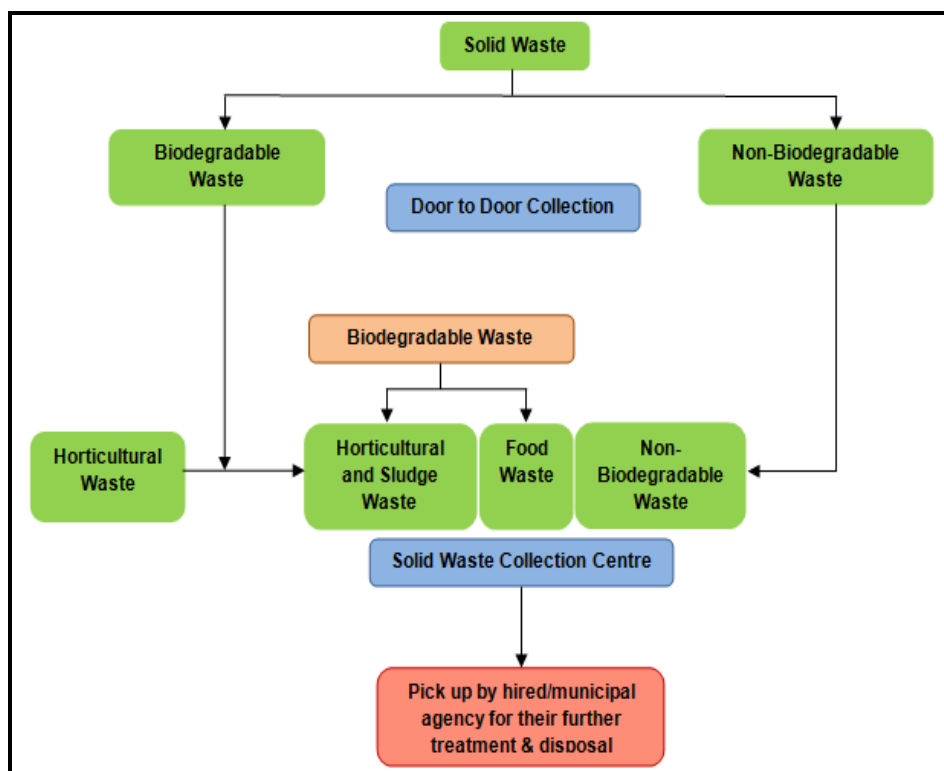 Solid Waste
Biodegradable
Waste
Non-Biodegradable
Waste
Door to Door Collection
Biodegradable Waste
Horticultural
Waste
Horticultural
and Sludge
Waste
Food
Waste
Non-
Biodegradable
Waste
Solid Waste Collection Centre
Pick up by hired/municipal
agency for their further
treatment & disposal